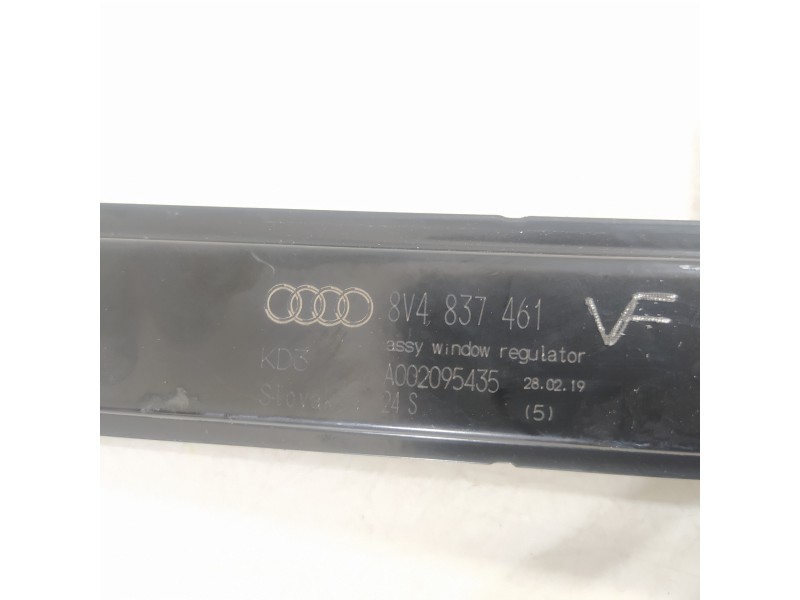 8V4 837 461
VF
assy window regulator
KD3 A002095435 28.02.19
24 S (5)